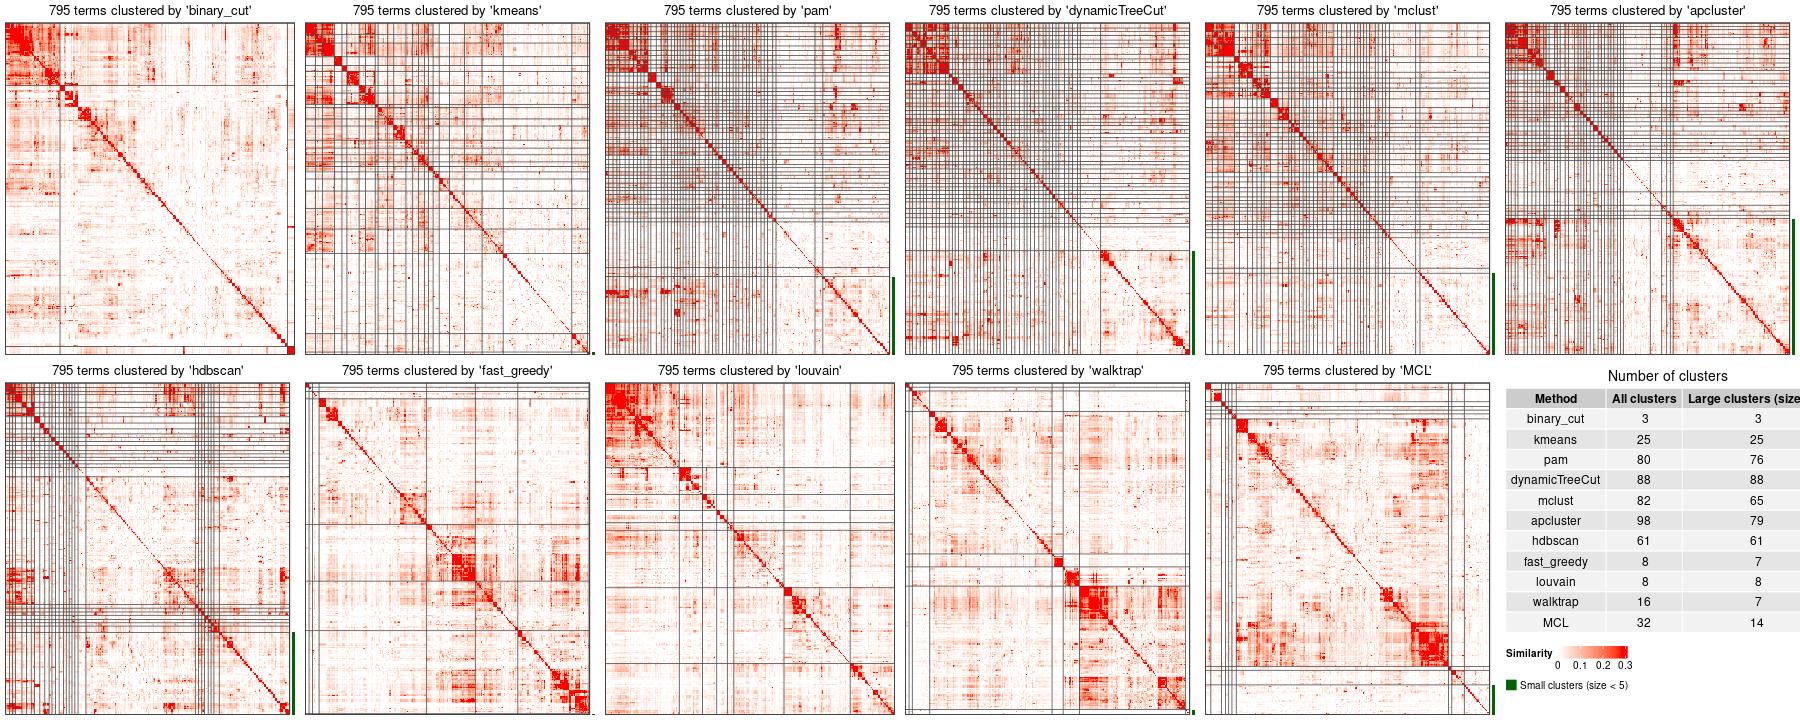 795 terms clustered by 'binary_cut'
795 terms clustered by 'kmeans'
795 terms clustered by 'pam'
795 terms clustered by 'dynamicTreeCut'
795 terms clustered by 'mclust'
795 terms clustered by 'apcluster'
795 terms clustered by 'hdbscan'
795 terms clustered by 'fast_greedy'
795 terms clustered by 'louvain'
795 terms clustered by 'walktrap'
795 terms clustered by 'MCL'
Number of clusters
Method All clusters Large clusters (size
binary_cut 3 3
kmeans 25 25
pam 80 76
dynamicTreeCut 88 88
mclust 82 65
apcluster 98 79
hdbscan 61 61
fast_greedy 8 7
louvain 8 8
walktrap 16 7
MCL 32 14
Similarity
0 0.1 0.2 0.3
Small clusters (size < 5)